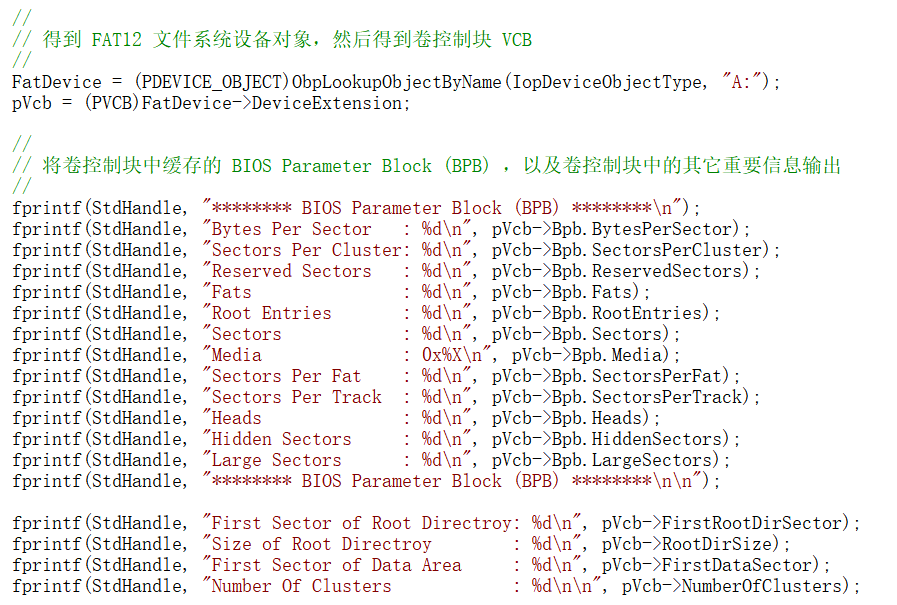 //
// 得到 FAT12 文件系统设备对象，然后得到卷控制块 VCB
//
FatDevice = (PDEVICE_OBJECT)ObpLookupObjectByName(IopDeviceObjectType, "A:");
pVcb = (PVCB)FatDevice->DeviceExtension;
//
// 将卷控制块中缓存的 BIOS Parameter Block (BPB) ，以及卷控制块中的其它重要信息输出
//
fprintf(StdHandle, "******** BIOS Parameter Block (BPB) ********\n");
fprintf(StdHandle, "Bytes Per Sector   : %d\n", pVcb->Bpb.BytesPerSector);
fprintf(StdHandle, "Sectors Per Cluster: %d\n", pVcb->Bpb.SectorsPerCluster);
fprintf(StdHandle, "Reserved Sectors   : %d\n", pVcb->Bpb.ReservedSectors);
fprintf(StdHandle, "Fats               : %d\n", pVcb->Bpb.Fats);
fprintf(StdHandle, "Root Entries       : %d\n", pVcb->Bpb.RootEntries);
fprintf(StdHandle, "Sectors            : %d\n", pVcb->Bpb.Sectors);
fprintf(StdHandle, "Media              : 0x%X\n", pVcb->Bpb.Media);
fprintf(StdHandle, "Sectors Per Fat    : %d\n", pVcb->Bpb.SectorsPerFat);
fprintf(StdHandle, "Sectors Per Track  : %d\n", pVcb->Bpb.SectorsPerTrack);
fprintf(StdHandle, "Heads              : %d\n", pVcb->Bpb.Heads);
fprintf(StdHandle, "Hidden Sectors     : %d\n", pVcb->Bpb.HiddenSectors);
fprintf(StdHandle, "Large Sectors      : %d\n", pVcb->Bpb.LargeSectors);
fprintf(StdHandle, "******** BIOS Parameter Block (BPB) ********\n\n");
fprintf(StdHandle, "First Sector of Root Directroy: %d\n", pVcb->FirstRootDirSector);
fprintf(StdHandle, "Size of Root Directroy        : %d\n", pVcb->RootDirSize);
fprintf(StdHandle, "First Sector of Data Area     : %d\n", pVcb->FirstDataSector);
fprintf(StdHandle, "Number Of Clusters            : %d\n\n", pVcb->NumberOfClusters);